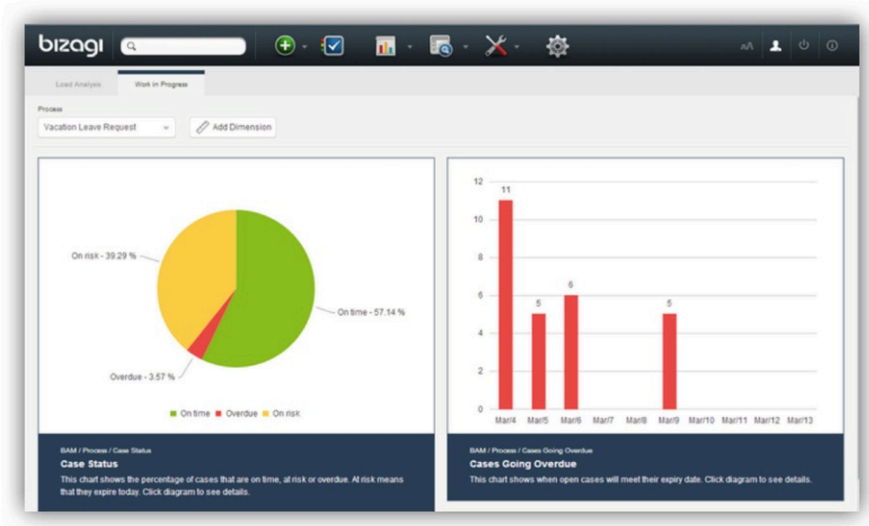 bizagi
Load Analysis
Work in Progress
Process
Vacation Leave Request
Add Dimension
On risk - 39.29 %
On time - 57.14 %
Overdue - 3.57 %
On time Overdue On risk
BAM / Process / Case Status
Case Status
This chart shows the percentage of cases that are on time, at risk or overdue. At risk means
that they expire today. Click diagram to see details.
12
11
10
8
6
6
5
5
4
2
0
Mar/4 Mar/5 Mar/6 Mar/7 Mar/8 Mar/9 Mar/10 Mar/11 Mar/12 Mar/13
BAM / Process / Cases Going Overdue
Cases Going Overdue
This chart shows when open cases will meet their expiry date. Click diagram to see details.